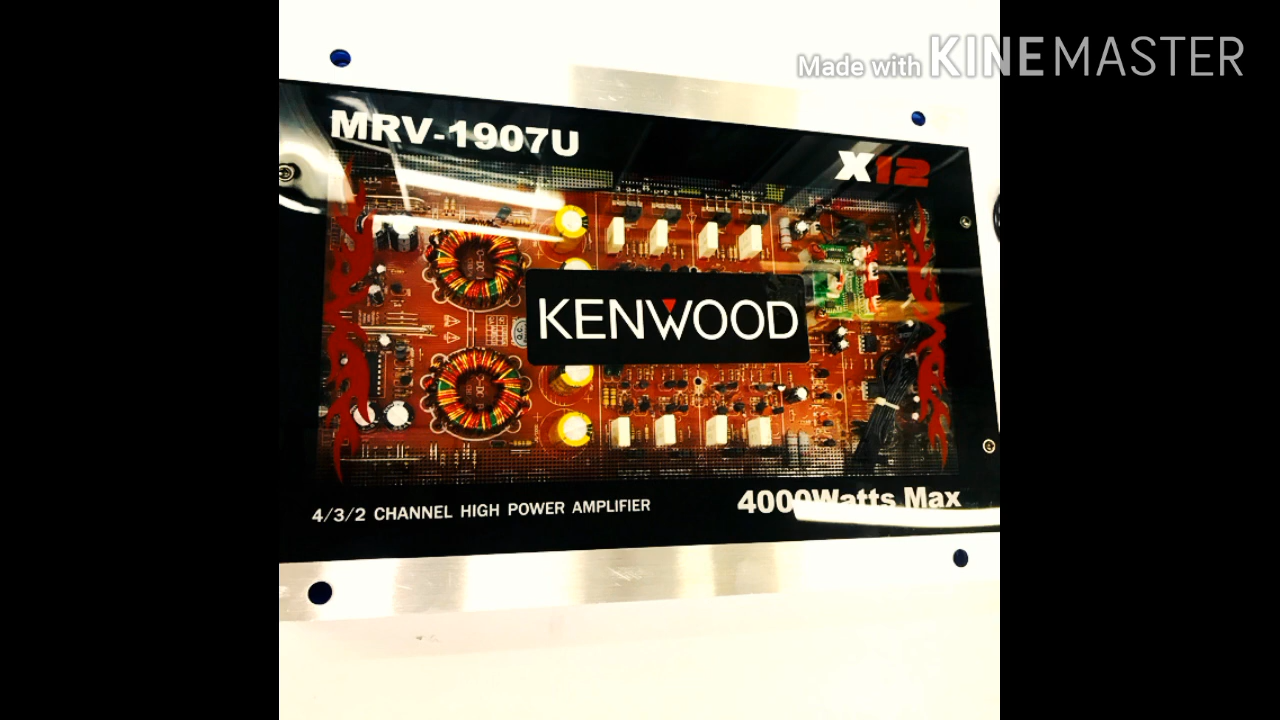 Made with KINEMASTER
MRV-1907U
X12
KENWOOD
4/3/2 CHANNEL HIGH POWER AMPLIFIER
4000Watts Max